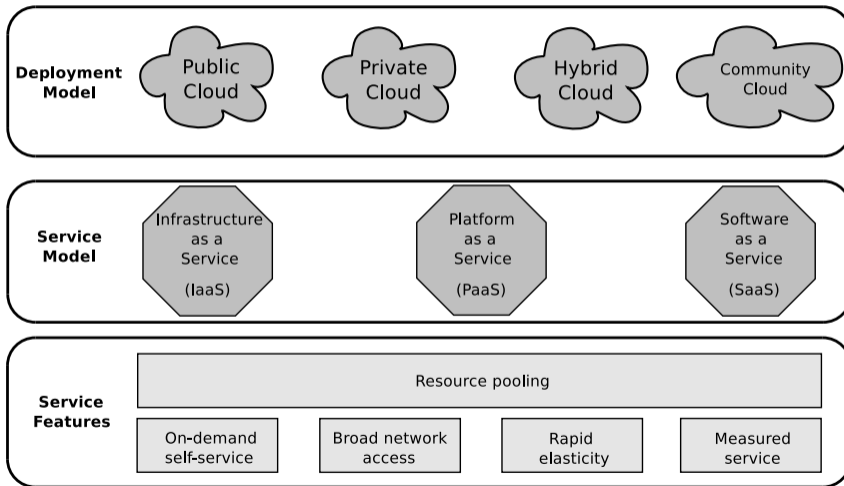 Deployment
Model
Public
Cloud
Private
Cloud
Hybrid
Cloud
Community
Cloud
Service
Model
Infrastructure
as a
Service
(IaaS)
Platform
as a
Service
(PaaS)
Software
as a
Service
(SaaS)
Service
Features
Resource pooling
On-demand
self-service
Broad network
access
Rapid
elasticity
Measured
service